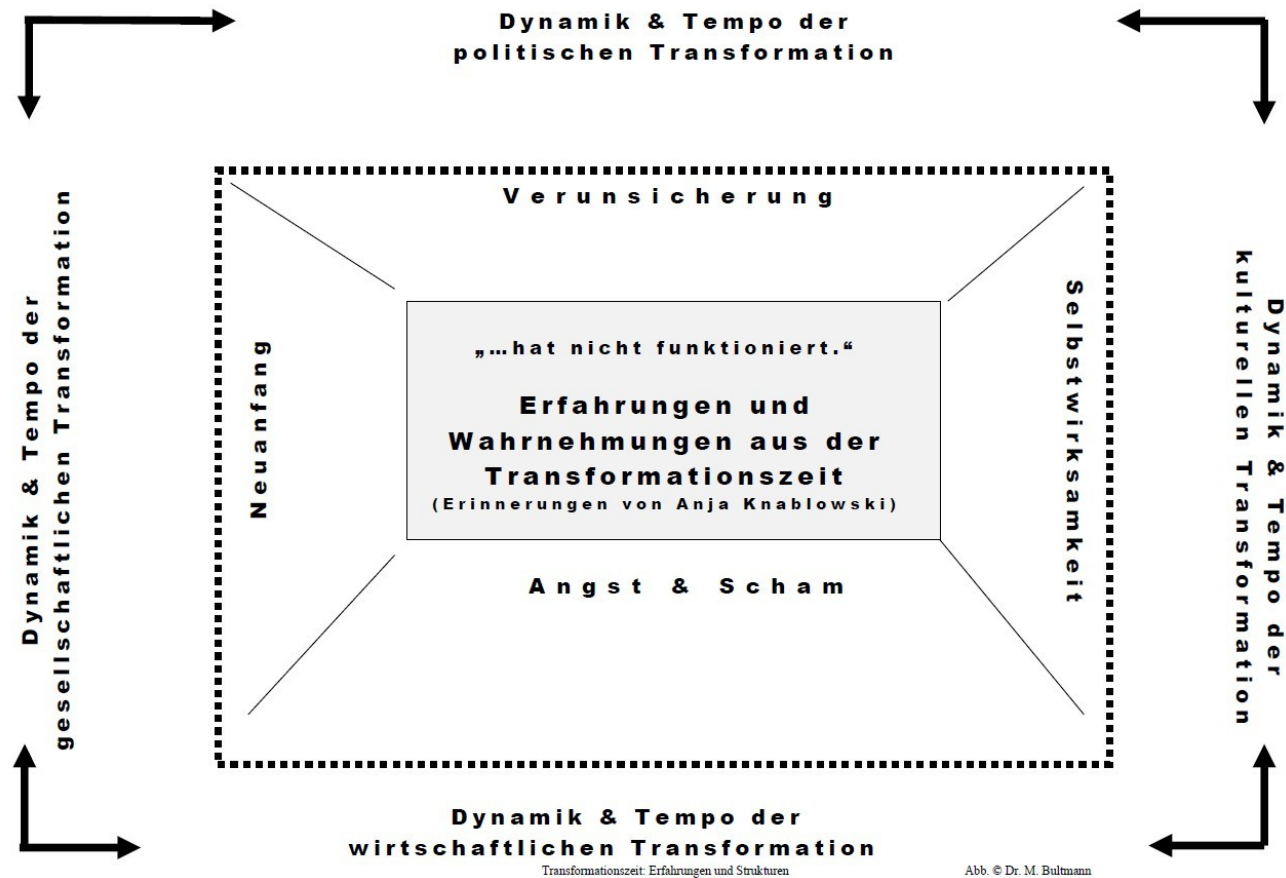 Dynamik & Tempo der
politischen Transformation
Dynamik & Tempo der
gesellschaftlichen Transformation
Verunsicherung
Neuanfang
„…hat nicht funktioniert.“
Erfahrungen und
Wahrnehmungen aus der
Transformationszeit
(Erinnerungen von Anja Knablowski)
Selbstwirksamkeit
Dynamik & Tempo der
kulturellen Transformation
Angst & Scham
Dynamik & Tempo der
wirtschaftlichen Transformation
Transformationszeit: Erfahrungen und Strukturen
Abb. © Dr. M. Bultmann